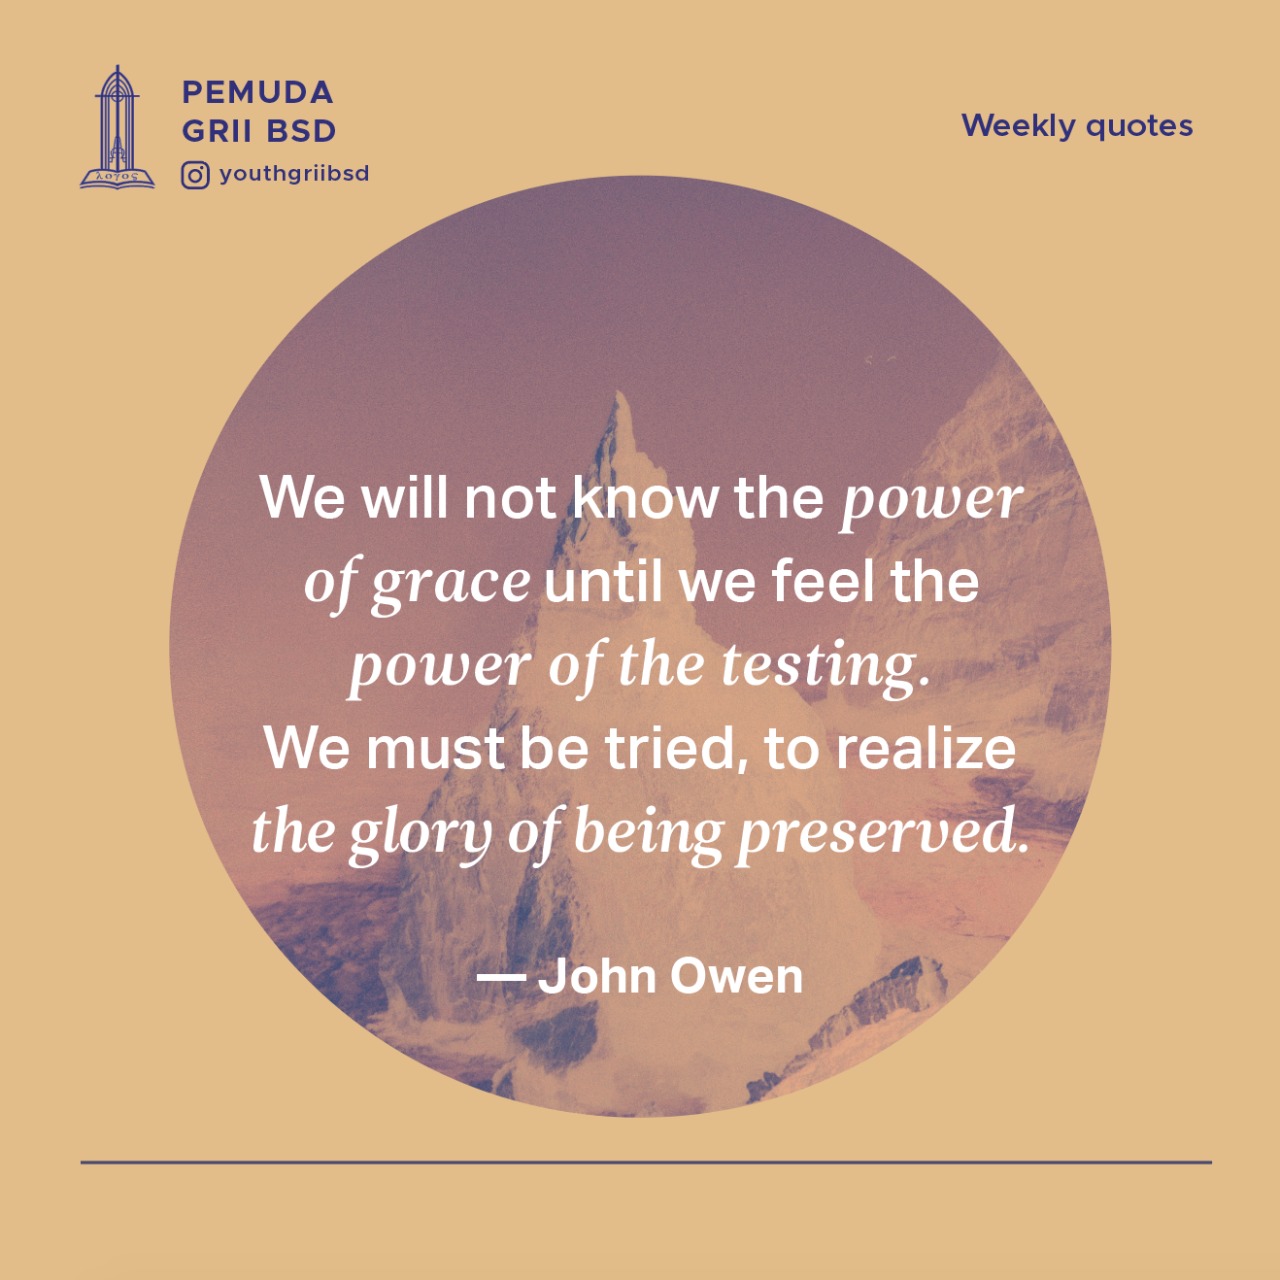 PEMUDA
GRII BSD
youthgriibsd
λογος
Weekly quotes
We will not know the power
of grace until we feel the
power of the testing.
We must be tried, to realize
the glory of being preserved.
— John Owen